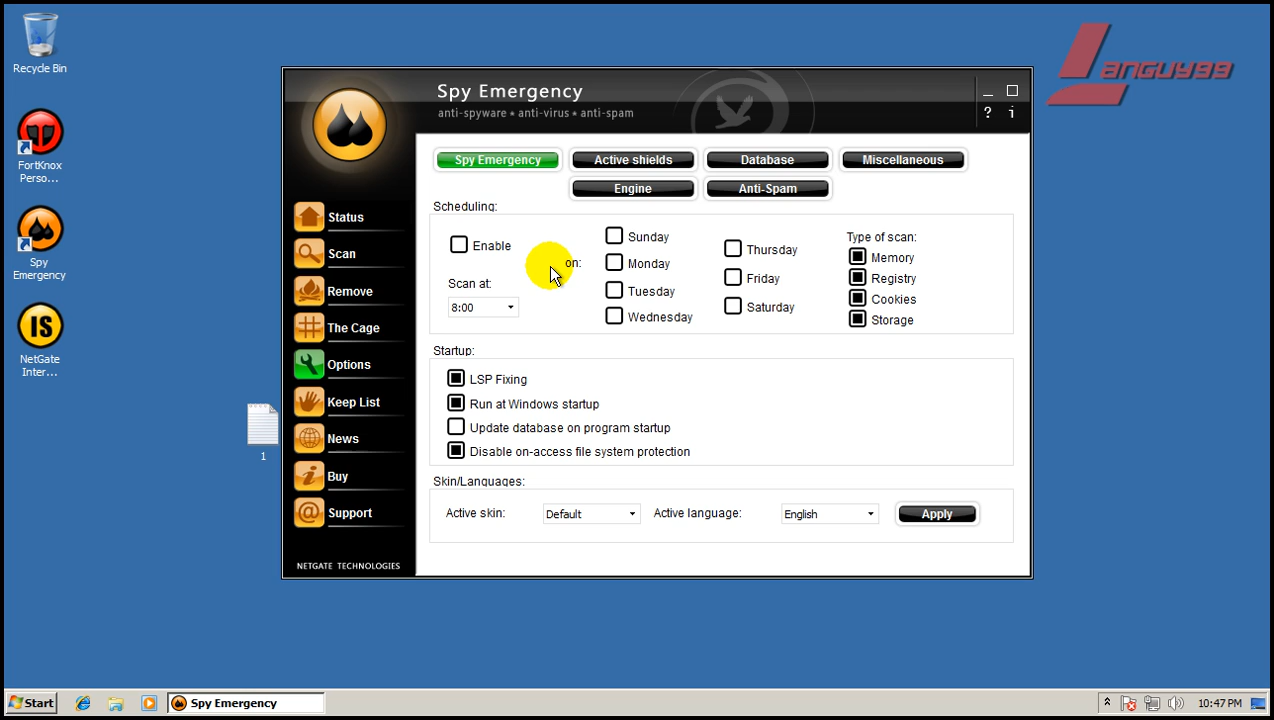 Recycle Bin
FortKnox
Perso...
Spy
Emergency
NetGate
Inter...
1
Languy99
Spy Emergency
anti-spyware • anti-virus • anti-spam
? i
Status
Scan
Remove
The Cage
Options
Keep List
News
Buy
Support
NETGATE TECHNOLOGIES
Spy Emergency Active shields Database Miscellaneous
Engine Anti-Spam
Scheduling:
Enable
Scan at:
8:00
on:
Sunday
Monday
Tuesday
Wednesday
Thursday
Friday
Saturday
Type of scan:
Memory
Registry
Cookies
Storage
Startup:
LSP Fixing
Run at Windows startup
Update database on program startup
Disable on-access file system protection
Skin/Languages:
Active skin: Default Active language: English Apply
Start Spy Emergency 10:47 PM